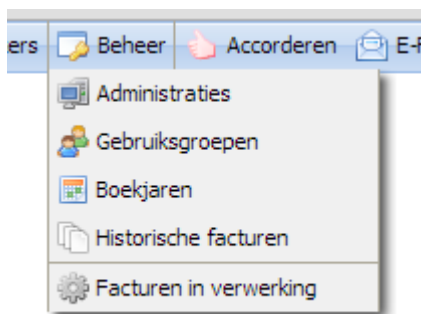 ers Beheer Accorderen
Administraties
Gebruiksgroepen
Boekjaren
Historische facturen
Facturen in verwerking